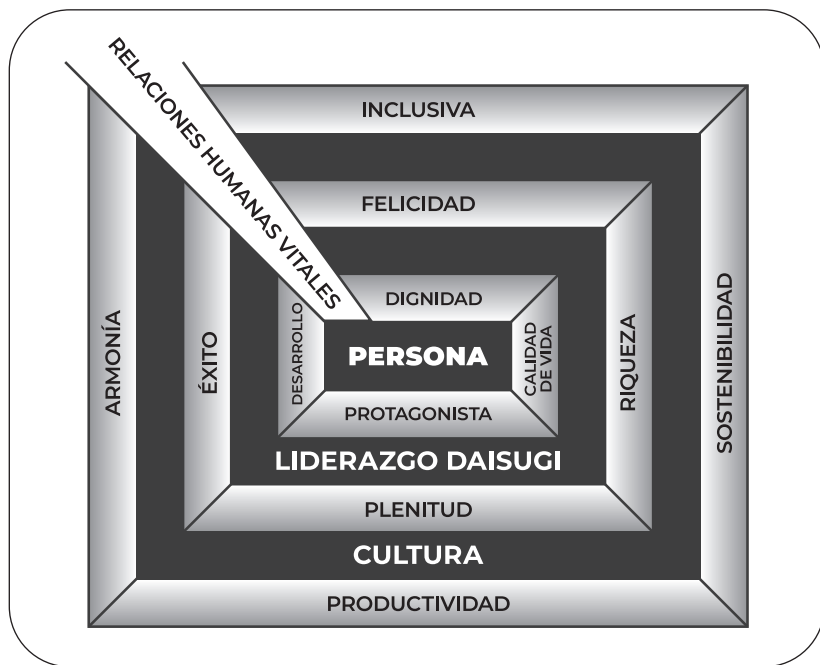 RELACIONES HUMANAS VITALES
INCLUSIVA
FELICIDAD
DIGNIDAD
ARMONÍA
ÉXITO
DESARROLLO
PERSONA
CALIDAD
DE VIDA
RIQUEZA
SOSTENIBILIDAD
PROTAGONISTA
LIDERAZGO DAISUGI
PLENITUD
CULTURA
PRODUCTIVIDAD